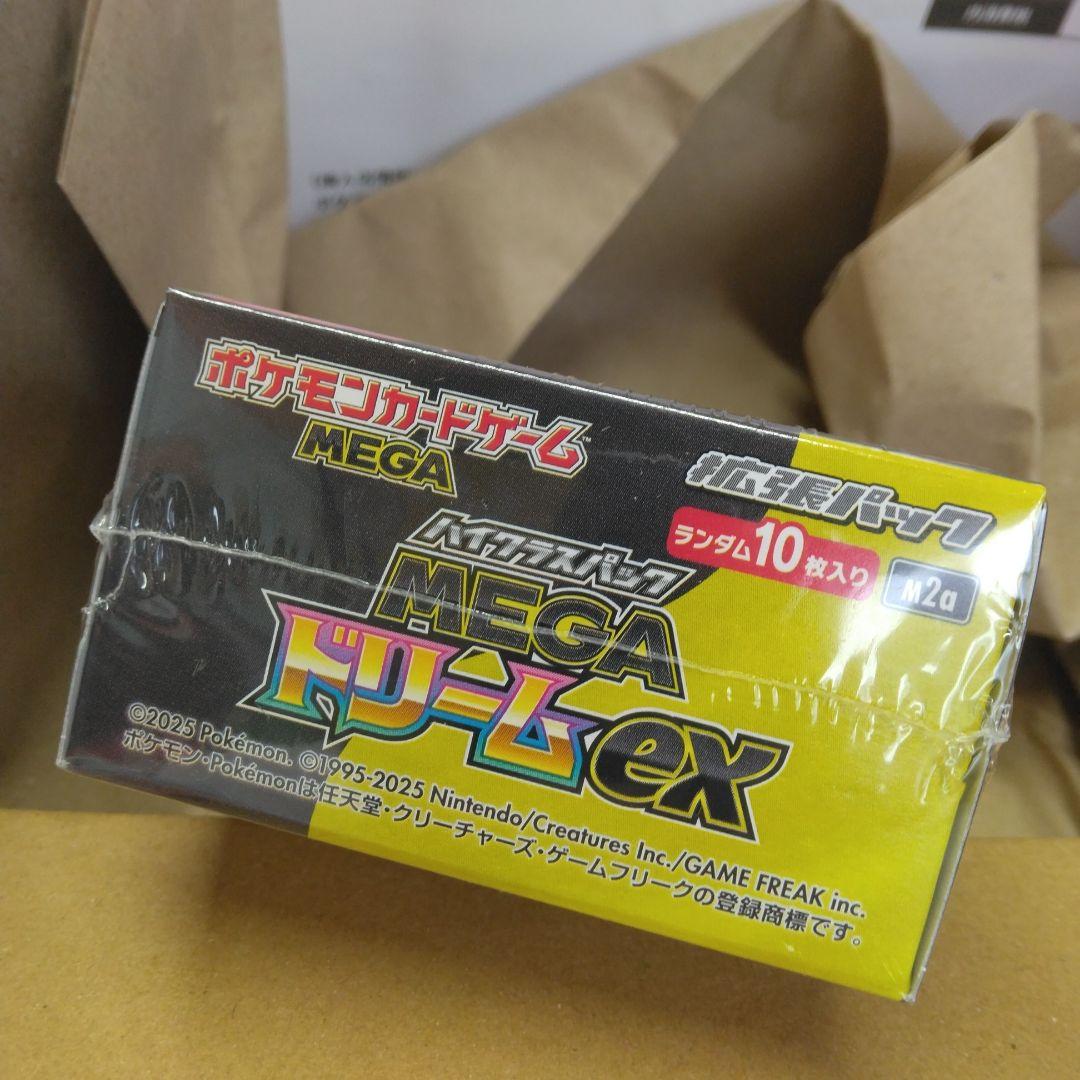 ポケモンカードゲーム™
MEGA
拡張パック
ハイクラスパック
ランダム10枚入り
M2a
MEGA
ドリームex
©2025 Pokémon. ©1995-2025 Nintendo/Creatures Inc./GAME FREAK inc.
ポケモン・Pokémonは任天堂・クリーチャーズ・ゲームフリークの登録商標です。